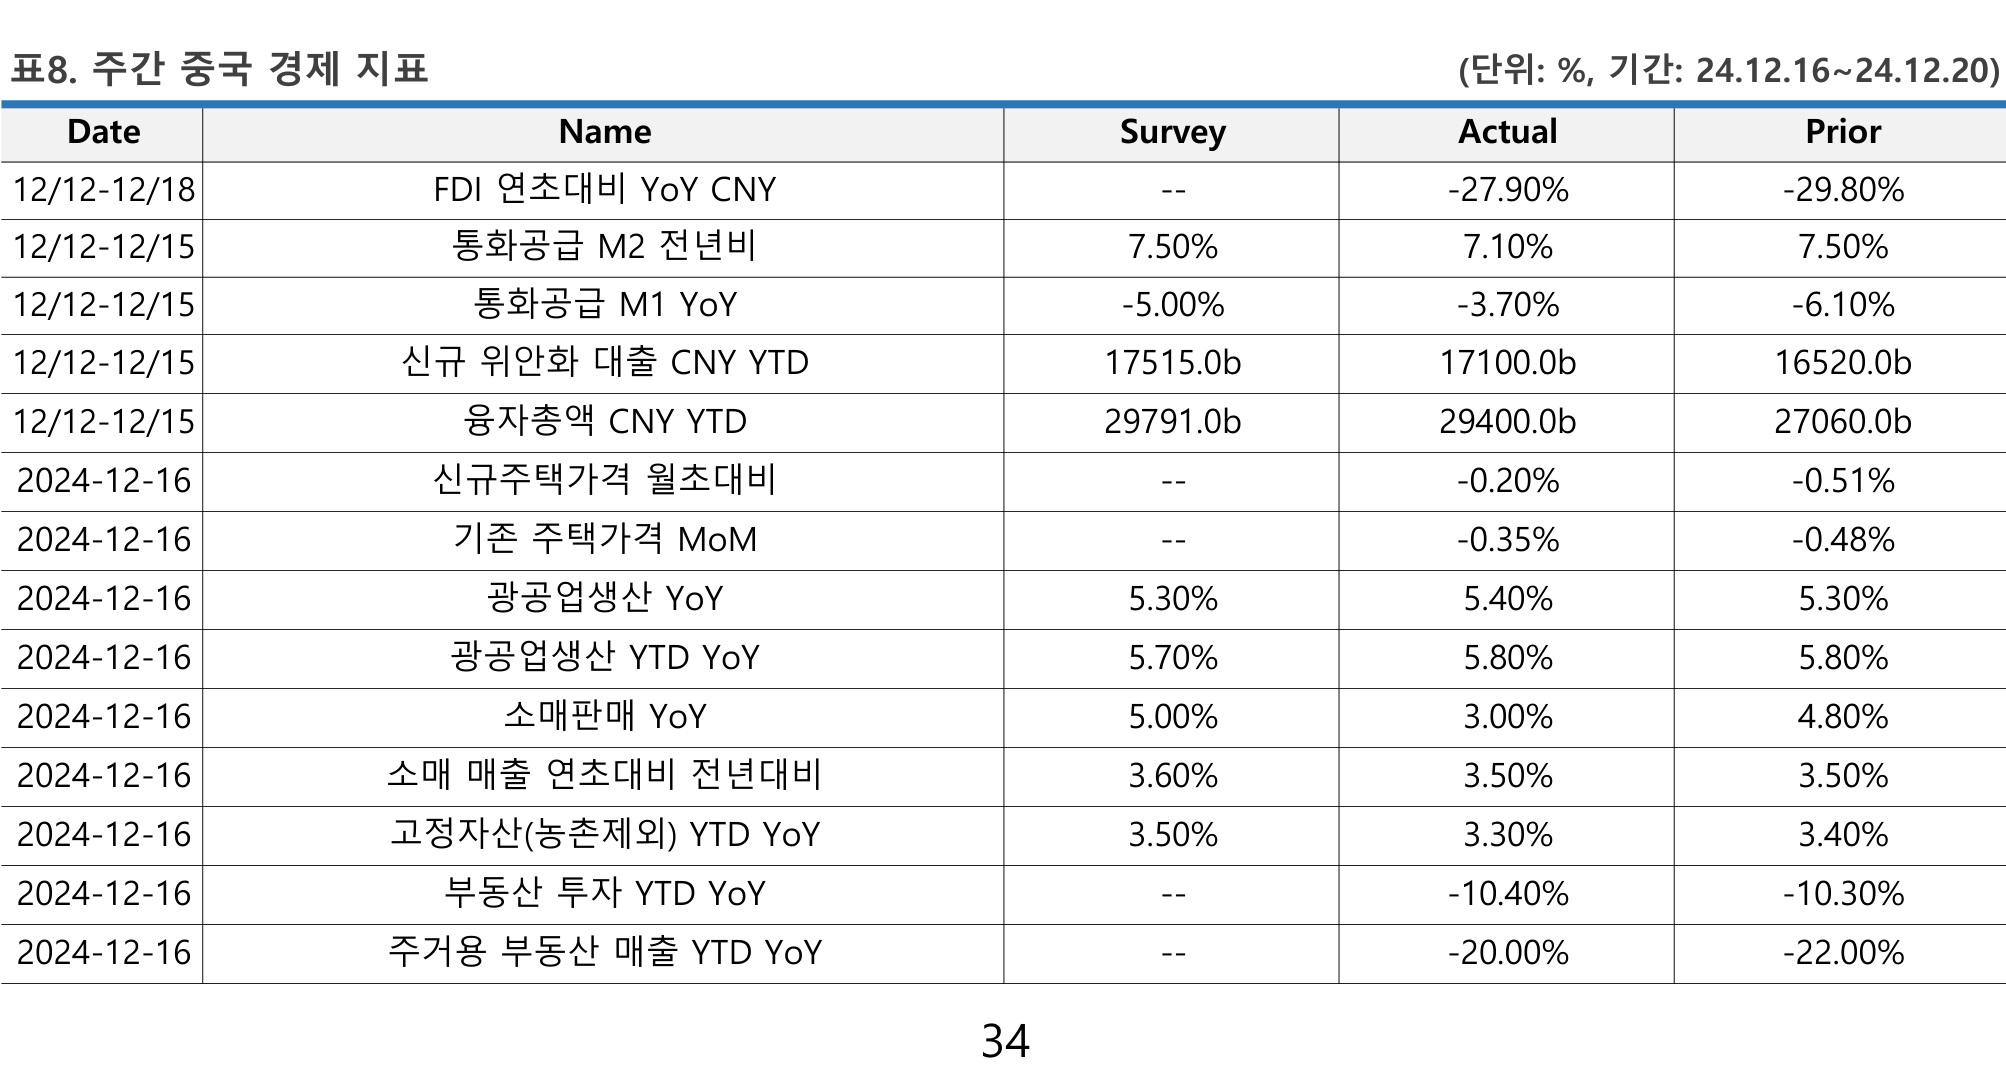 표8. 주간 중국 경제 지표 (단위: %, 기간: 24.12.16~24.12.20)
Date Name Survey Actual Prior
12/12-12/18 FDI 연초대비 YoY CNY -- -27.90% -29.80%
12/12-12/15 통화공급 M2 전년비 7.50% 7.10% 7.50%
12/12-12/15 통화공급 M1 YoY -5.00% -3.70% -6.10%
12/12-12/15 신규 위안화 대출 CNY YTD 17515.0b 17100.0b 16520.0b
12/12-12/15 융자총액 CNY YTD 29791.0b 29400.0b 27060.0b
2024-12-16 신규주택가격 월초대비 -- -0.20% -0.51%
2024-12-16 기존 주택가격 MoM -- -0.35% -0.48%
2024-12-16 광공업생산 YoY 5.30% 5.40% 5.30%
2024-12-16 광공업생산 YTD YoY 5.70% 5.80% 5.80%
2024-12-16 소매판매 YoY 5.00% 3.00% 4.80%
2024-12-16 소매 매출 연초대비 전년대비 3.60% 3.50% 3.50%
2024-12-16 고정자산(농촌제외) YTD YoY 3.50% 3.30% 3.40%
2024-12-16 부동산 투자 YTD YoY -- -10.40% -10.30%
2024-12-16 주거용 부동산 매출 YTD YoY -- -20.00% -22.00%
34